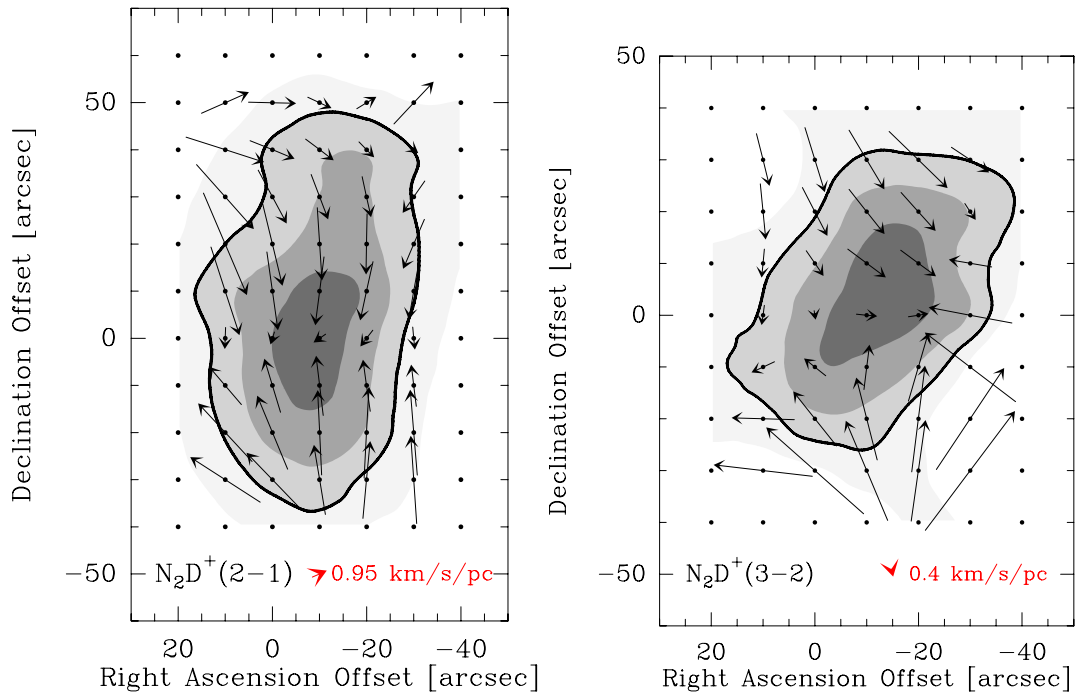 Declination Offset [arcsec]
50
0
−50
N₂D⁺(2−1)
0.95 km/s/pc
20 0 −20 −40
Right Ascension Offset [arcsec]
Declination Offset [arcsec]
50
0
−50
N₂D⁺(3−2)
0.4 km/s/pc
20 0 −20 −40
Right Ascension Offset [arcsec]